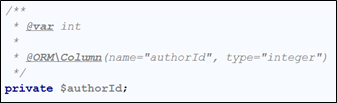 /**
 * @var int
 *
 * @ORM\Column(name="authorId", type="integer")
 */
private $authorId;